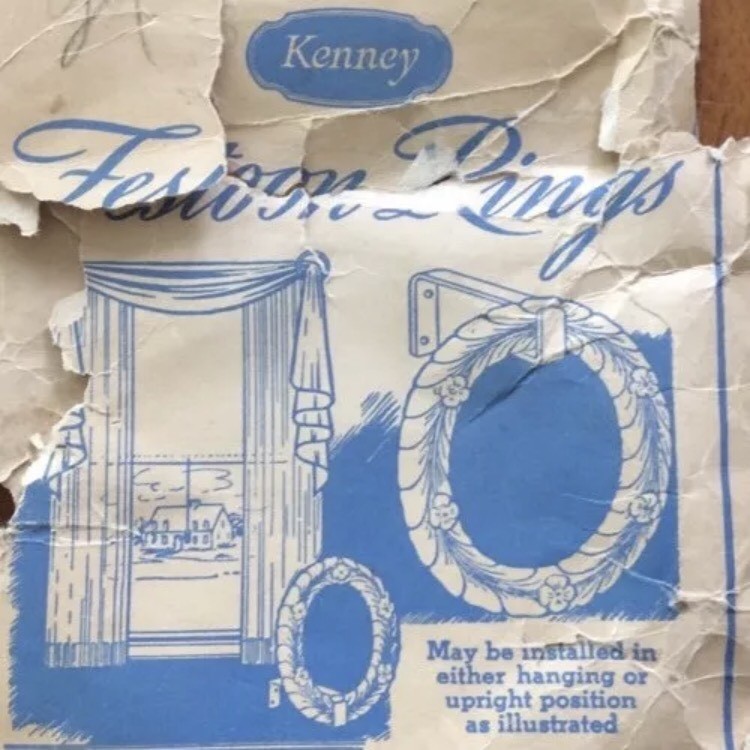 Kenney
Festoon Rings
May be installed in
either hanging or
upright position
as illustrated